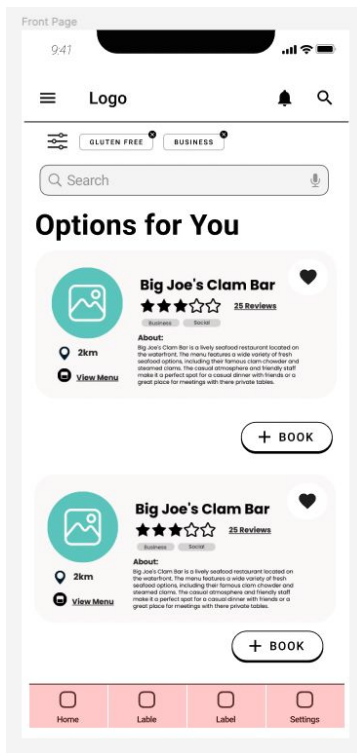 Front Page
9:41
Logo
GLUTEN FREE BUSINESS
Search
Options for You
Big Joe's Clam Bar
25 Reviews
Business Social
About:
Big Joe's Clam Bar is a lively seafood restaurant located on
the waterfront. The menu features a wide variety of fresh
seafood options, including their famous clam chowder and
steamed clams. The casual atmosphere and friendly staff
make it a perfect spot for a casual dinner with friends or a
great place for meetings with there private tables.
2km
View Menu
+ BOOK
Big Joe's Clam Bar
25 Reviews
Business Social
About:
Big Joe's Clam Bar is a lively seafood restaurant located on
the waterfront. The menu features a wide variety of fresh
seafood options, including their famous clam chowder and
steamed clams. The casual atmosphere and friendly staff
make it a perfect spot for a casual dinner with friends or a
great place for meetings with there private tables.
2km
View Menu
+ BOOK
Home Lable Label Settings